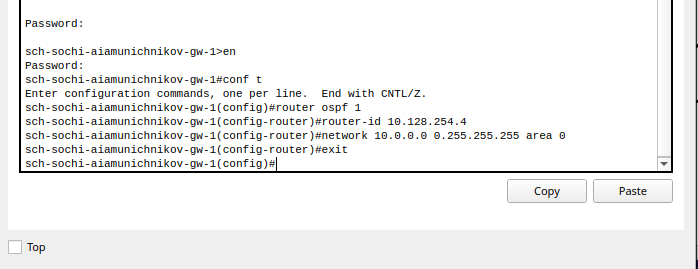 Password:
sch-sochi-aiamunichnikov-gw-1>en
Password:
sch-sochi-aiamunichnikov-gw-1#conf t
Enter configuration commands, one per line.  End with CNTL/Z.
sch-sochi-aiamunichnikov-gw-1(config)#router ospf 1
sch-sochi-aiamunichnikov-gw-1(config-router)#router-id 10.128.254.4
sch-sochi-aiamunichnikov-gw-1(config-router)#network 10.0.0.0 0.255.255.255 area 0
sch-sochi-aiamunichnikov-gw-1(config-router)#exit
sch-sochi-aiamunichnikov-gw-1(config)#
Copy Paste
Top